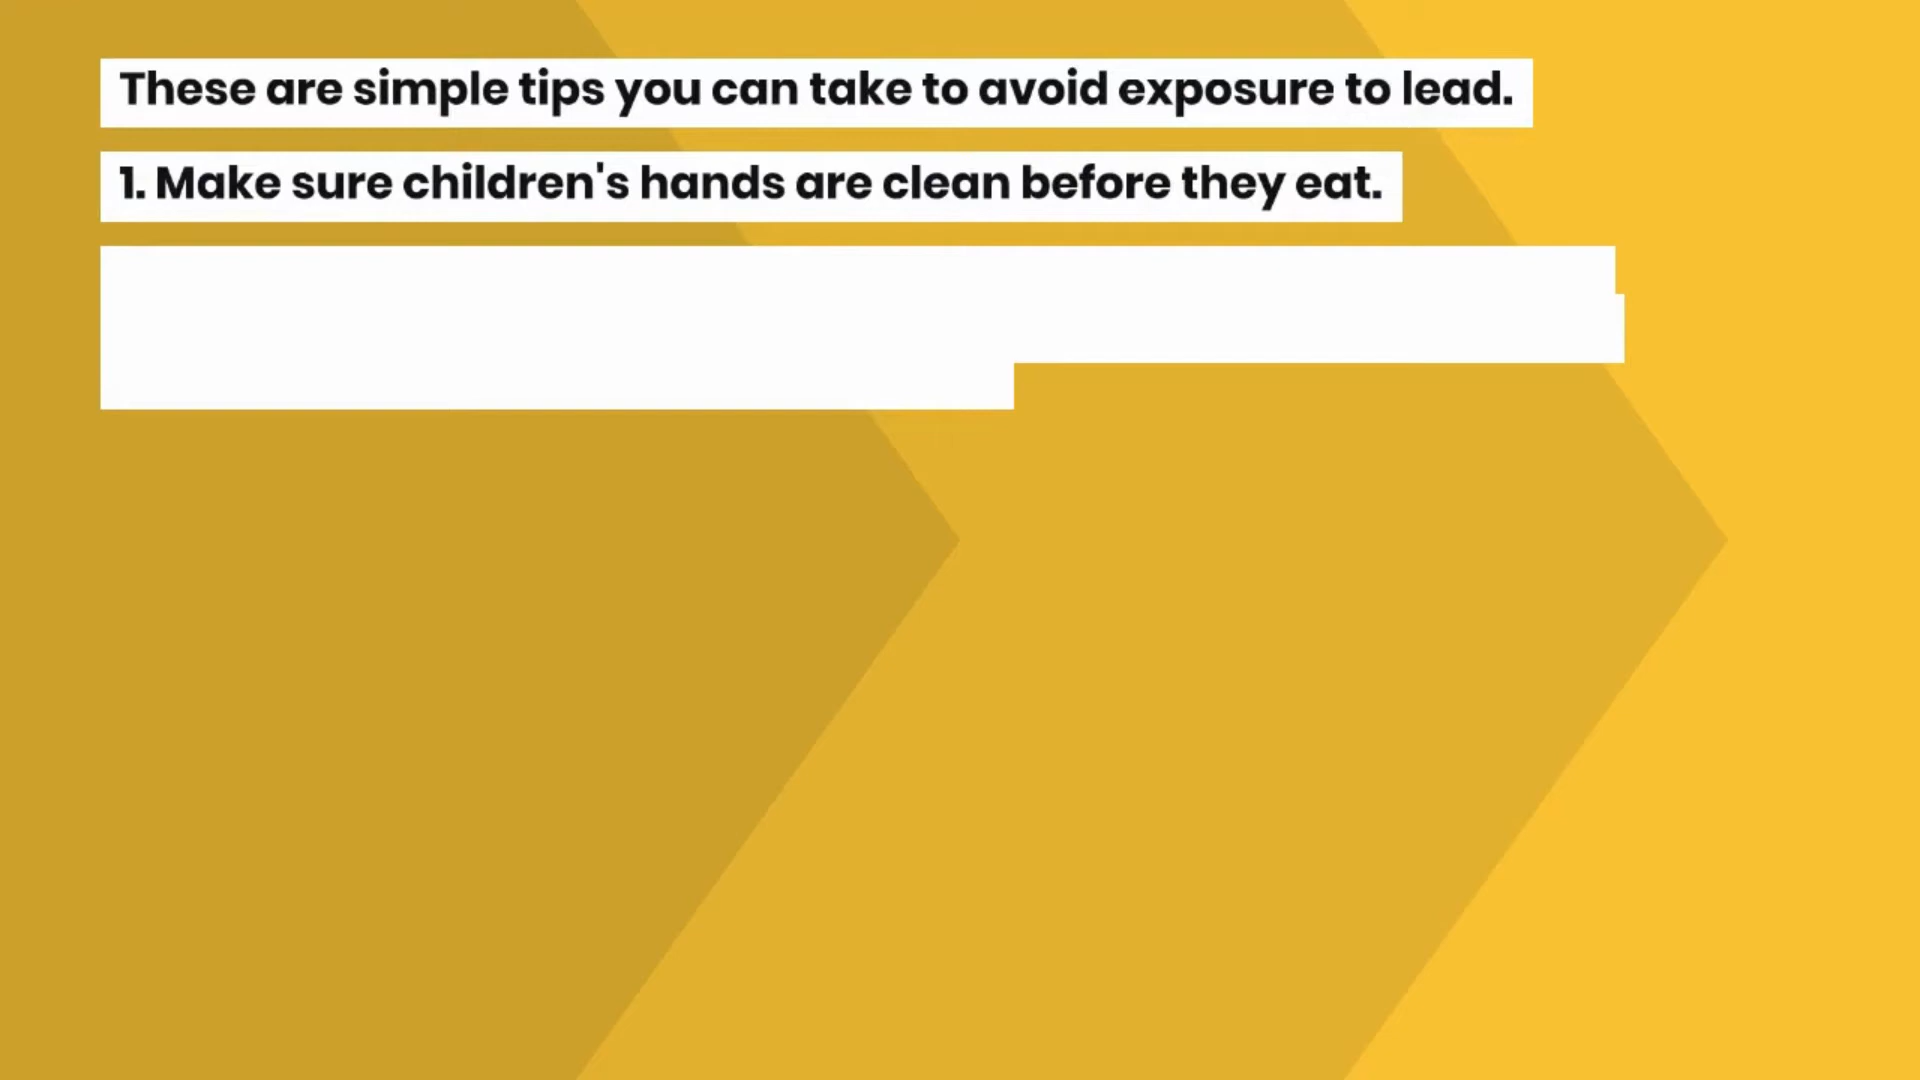 These are simple tips you can take to avoid exposure to lead.
1. Make sure children's hands are clean before they eat.